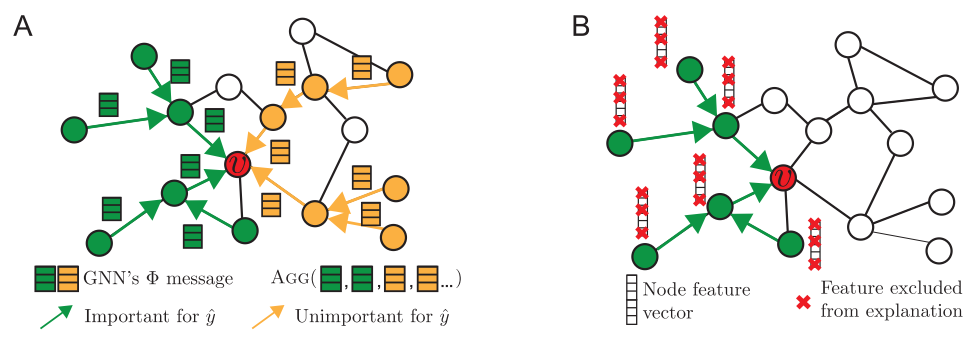 A
B
υ
υ
GNN's Φ message
AGG( , , , ...)
Important for ŷ
Unimportant for ŷ
Node feature
vector
Feature excluded
from explanation